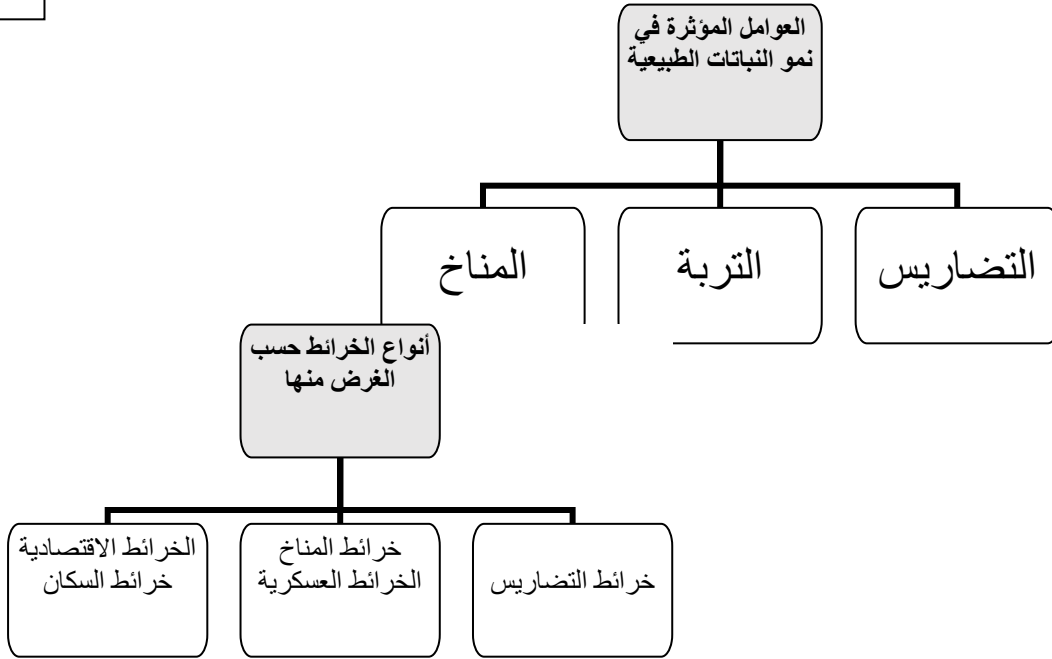 العوامل المؤثرة في
نمو النباتات الطبيعية
التضاريس
التربة
المناخ
أنواع الخرائط حسب
الغرض منها
خرائط التضاريس
خرائط المناخ
الخرائط العسكرية
الخرائط الاقتصادية
خرائط السكان